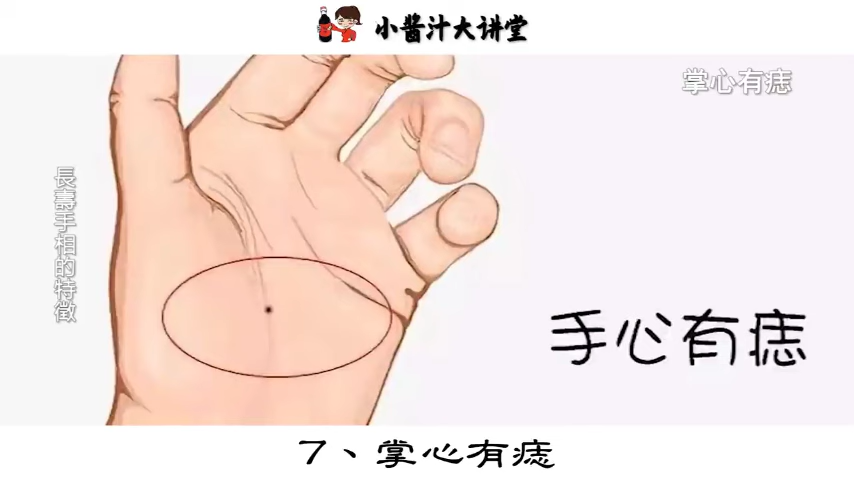 小酱汁大讲堂
掌心有痣
長壽手相的特徵
手心有痣
7、掌心有痣